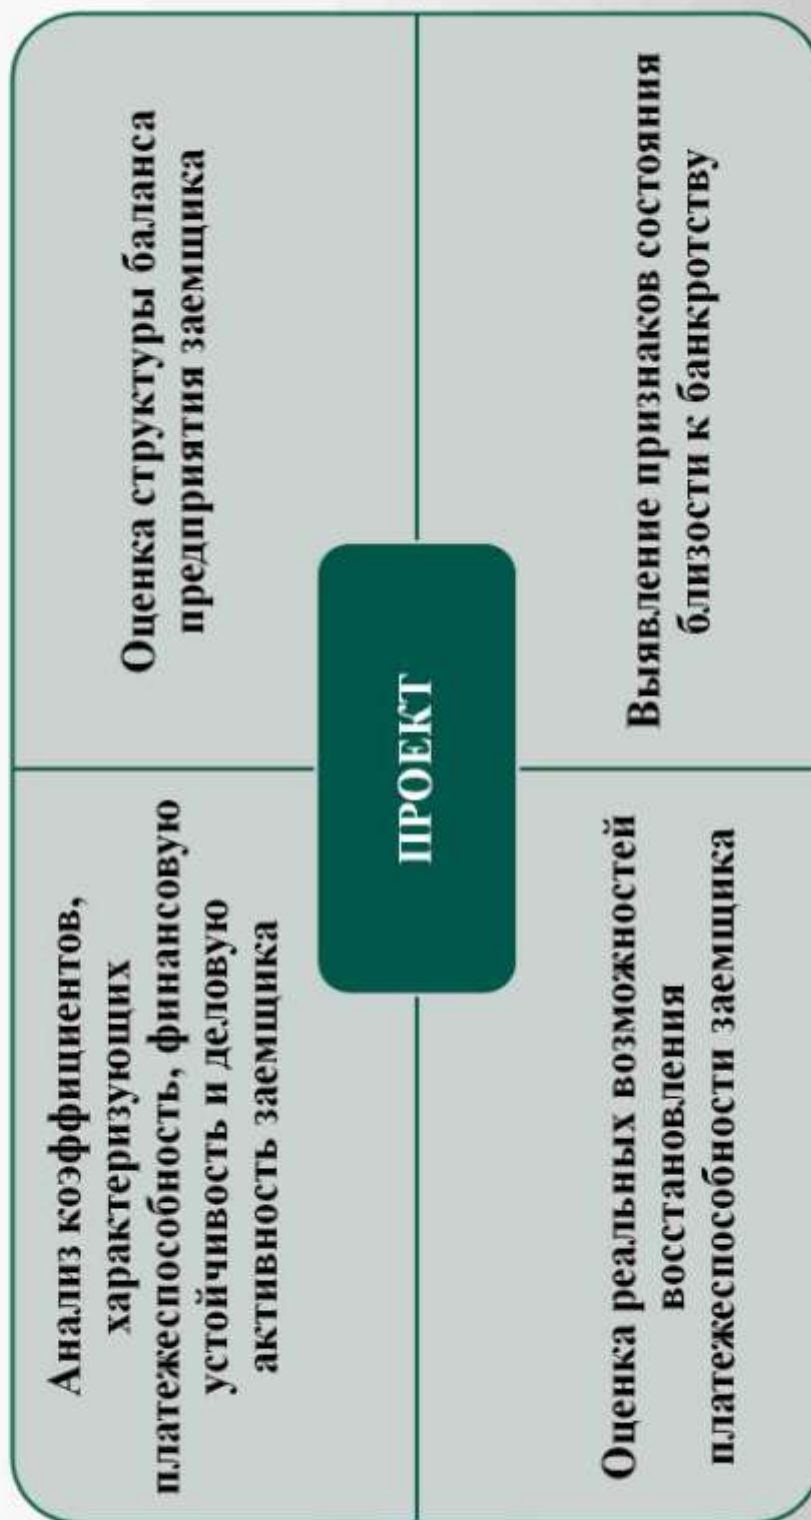 Анализ коэффициентов,
характеризующих
платежеспособность, финансовую
устойчивость и деловую
активность заемщика
Оценка структуры баланса
предприятия заемщика
ПРОЕКТ
Оценка реальных возможностей
восстановления
платежеспособности заемщика
Выявление признаков состояния
близости к банкротству